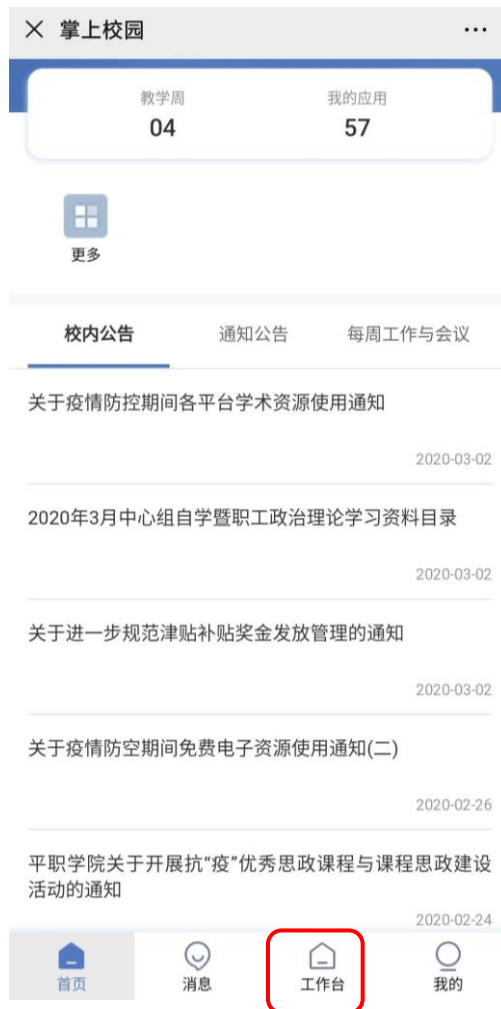 掌上校园
教学周 我的应用
04 57
更多
校内公告 通知公告 每周工作与会议
关于疫情防控期间各平台学术资源使用通知
2020-03-02
2020年3月中心组自学暨职工政治理论学习资料目录
2020-03-02
关于进一步规范津贴补贴奖金发放管理的通知
2020-03-02
关于疫情防空期间免费电子资源使用通知(二)
2020-02-26
平职学院关于开展抗“疫”优秀思政课程与课程思政建设
活动的通知
2020-02-24
首页 消息 工作台 我的